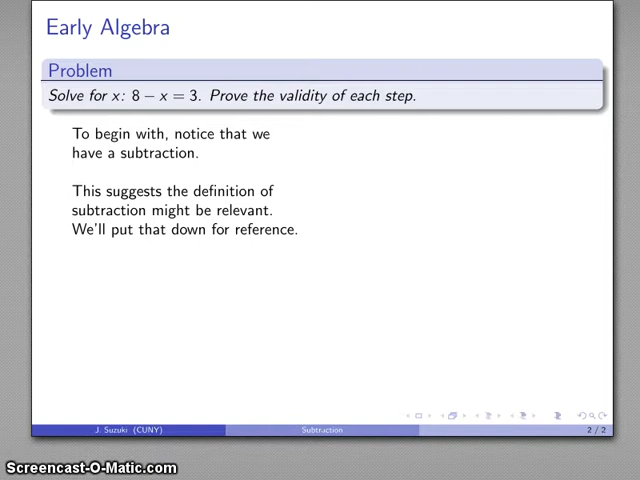 Early Algebra
Problem
Solve for x: 8 − x = 3. Prove the validity of each step.
To begin with, notice that we
have a subtraction.
This suggests the definition of
subtraction might be relevant.
We'll put that down for reference.
J. Suzuki (CUNY)
Subtraction
2 / 2
Screencast-O-Matic.com